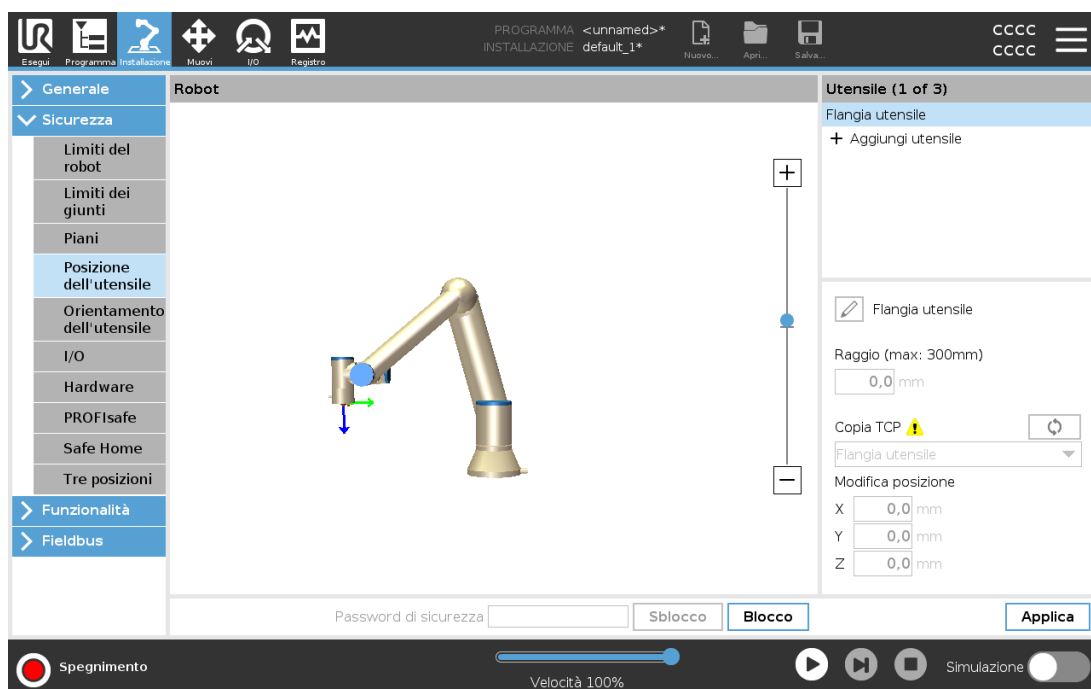 PROGRAMMA <unnamed>*
INSTALLAZIONE default_1*
Nuovo...
Apri...
Salva...
CCCC
CCCC
UR
Esegui
Programma
Installazione
Muovi
I/O
Registro
Generale
Sicurezza
Limiti del
robot
Limiti dei
giunti
Piani
Posizione
dell'utensile
Orientamento
dell'utensile
I/O
Hardware
PROFIsafe
Safe Home
Tre posizioni
Funzionalità
Fieldbus
Robot
Utensile (1 of 3)
Flangia utensile
+ Aggiungi utensile
Flangia utensile
Raggio (max: 300mm)
0,0 mm
Copia TCP
Flangia utensile
Modifica posizione
X 0,0 mm
Y 0,0 mm
Z 0,0 mm
Password di sicurezza
Sblocco
Blocco
Applica
Spegnimento
Velocità 100%
Simulazione